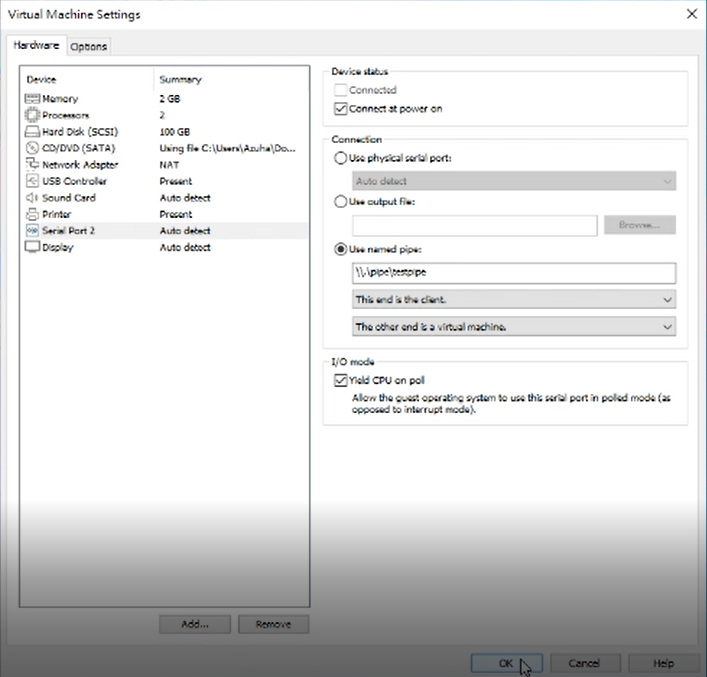 Virtual Machine Settings
Hardware Options
Device Summary
Memory 2 GB
Processors 2
Hard Disk (SCSI) 100 GB
CD/DVD (SATA) Using file C:\Users\Azuha\Do...
Network Adapter NAT
USB Controller Present
Sound Card Auto detect
Printer Present
Serial Port 2 Auto detect
Display Auto detect
Add... Remove
Device status
Connected
Connect at power on
Connection
Use physical serial port:
Auto detect
Use output file:
Browse...
Use named pipe:
\\.\pipe\testpipe
This end is the client.
The other end is a virtual machine.
I/O mode
Yield CPU on poll
Allow the guest operating system to use this serial port in polled mode (as
opposed to interrupt mode).
OK Cancel Help